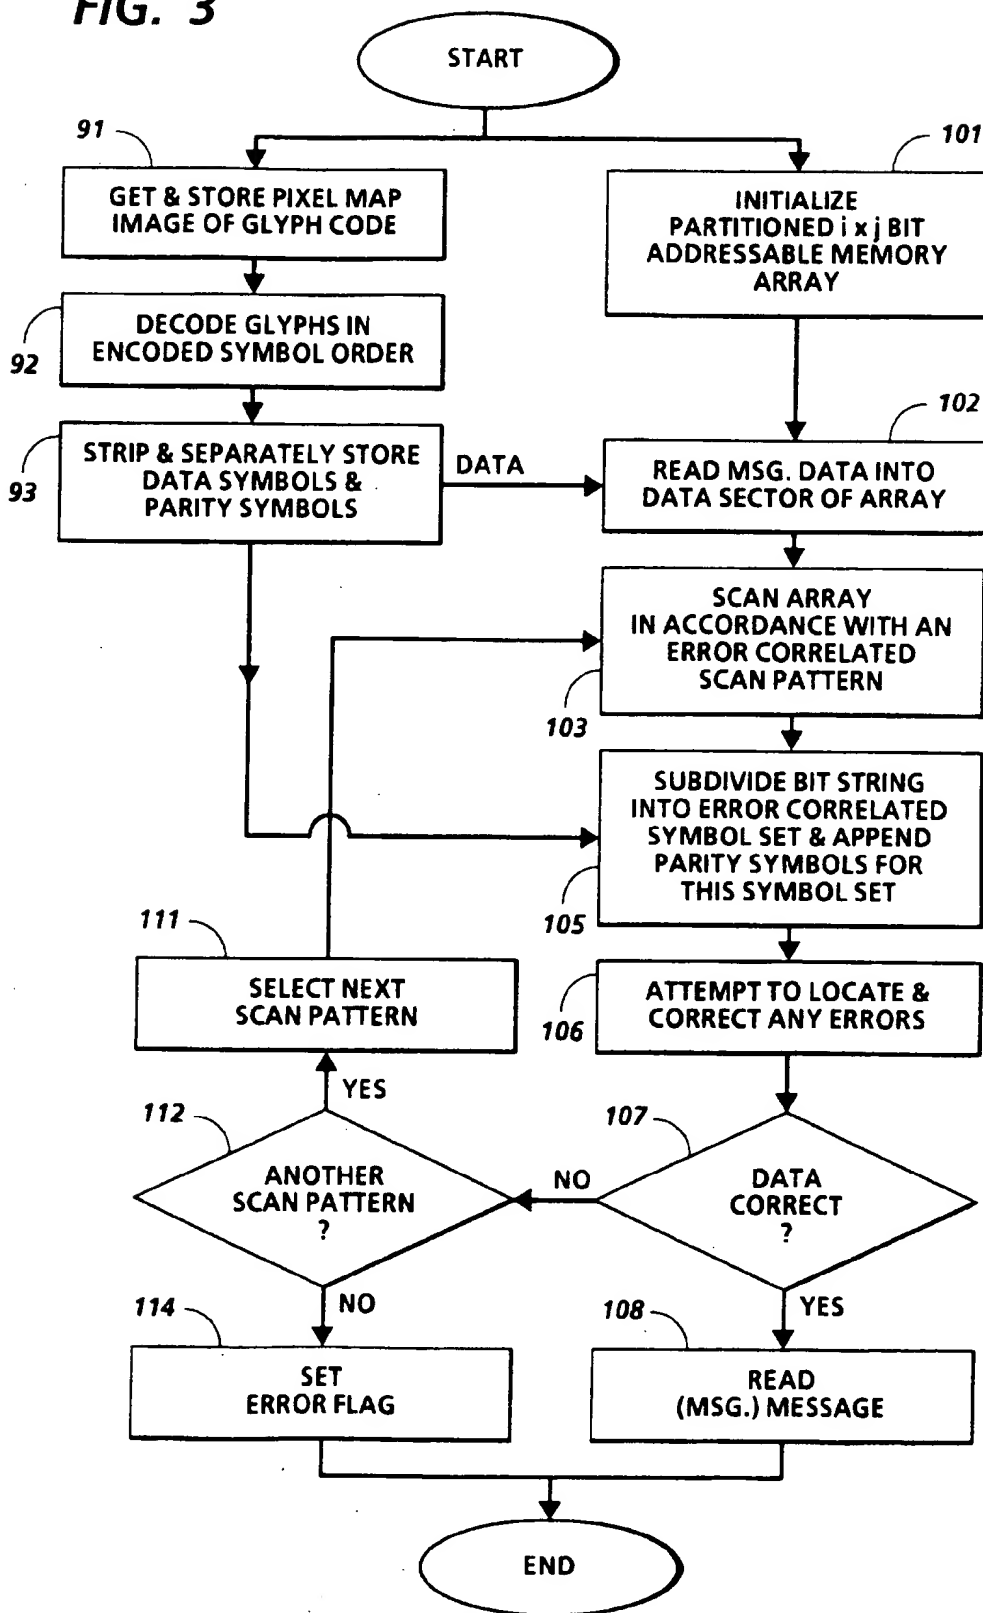 FIG. 3
START
91
GET & STORE PIXEL MAP
IMAGE OF GLYPH CODE
101
INITIALIZE
PARTITIONED i x j BIT
ADDRESSABLE MEMORY
ARRAY
92
DECODE GLYPHS IN
ENCODED SYMBOL ORDER
93
STRIP & SEPARATELY STORE
DATA SYMBOLS &
PARITY SYMBOLS
DATA
102
READ MSG. DATA INTO
DATA SECTOR OF ARRAY
SCAN ARRAY
IN ACCORDANCE WITH AN
ERROR CORRELATED
SCAN PATTERN
103
SUBDIVIDE BIT STRING
INTO ERROR CORRELATED
SYMBOL SET & APPEND
PARITY SYMBOLS FOR
THIS SYMBOL SET
105
111
SELECT NEXT
SCAN PATTERN
ATTEMPT TO LOCATE &
CORRECT ANY ERRORS
106
YES
112
ANOTHER
SCAN PATTERN
?
NO
107
DATA
CORRECT
?
NO
YES
114
SET
ERROR FLAG
108
READ
(MSG.) MESSAGE
END